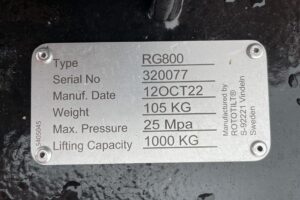 Type RG800
Serial No 320077
Manuf. Date 12OCT22
Weight 105 KG
Max. Pressure 25 Mpa
Lifting Capacity 1000 KG
Manufactured by
ROTOTILT®
S-92221 Vindeln
Sweden
5405045